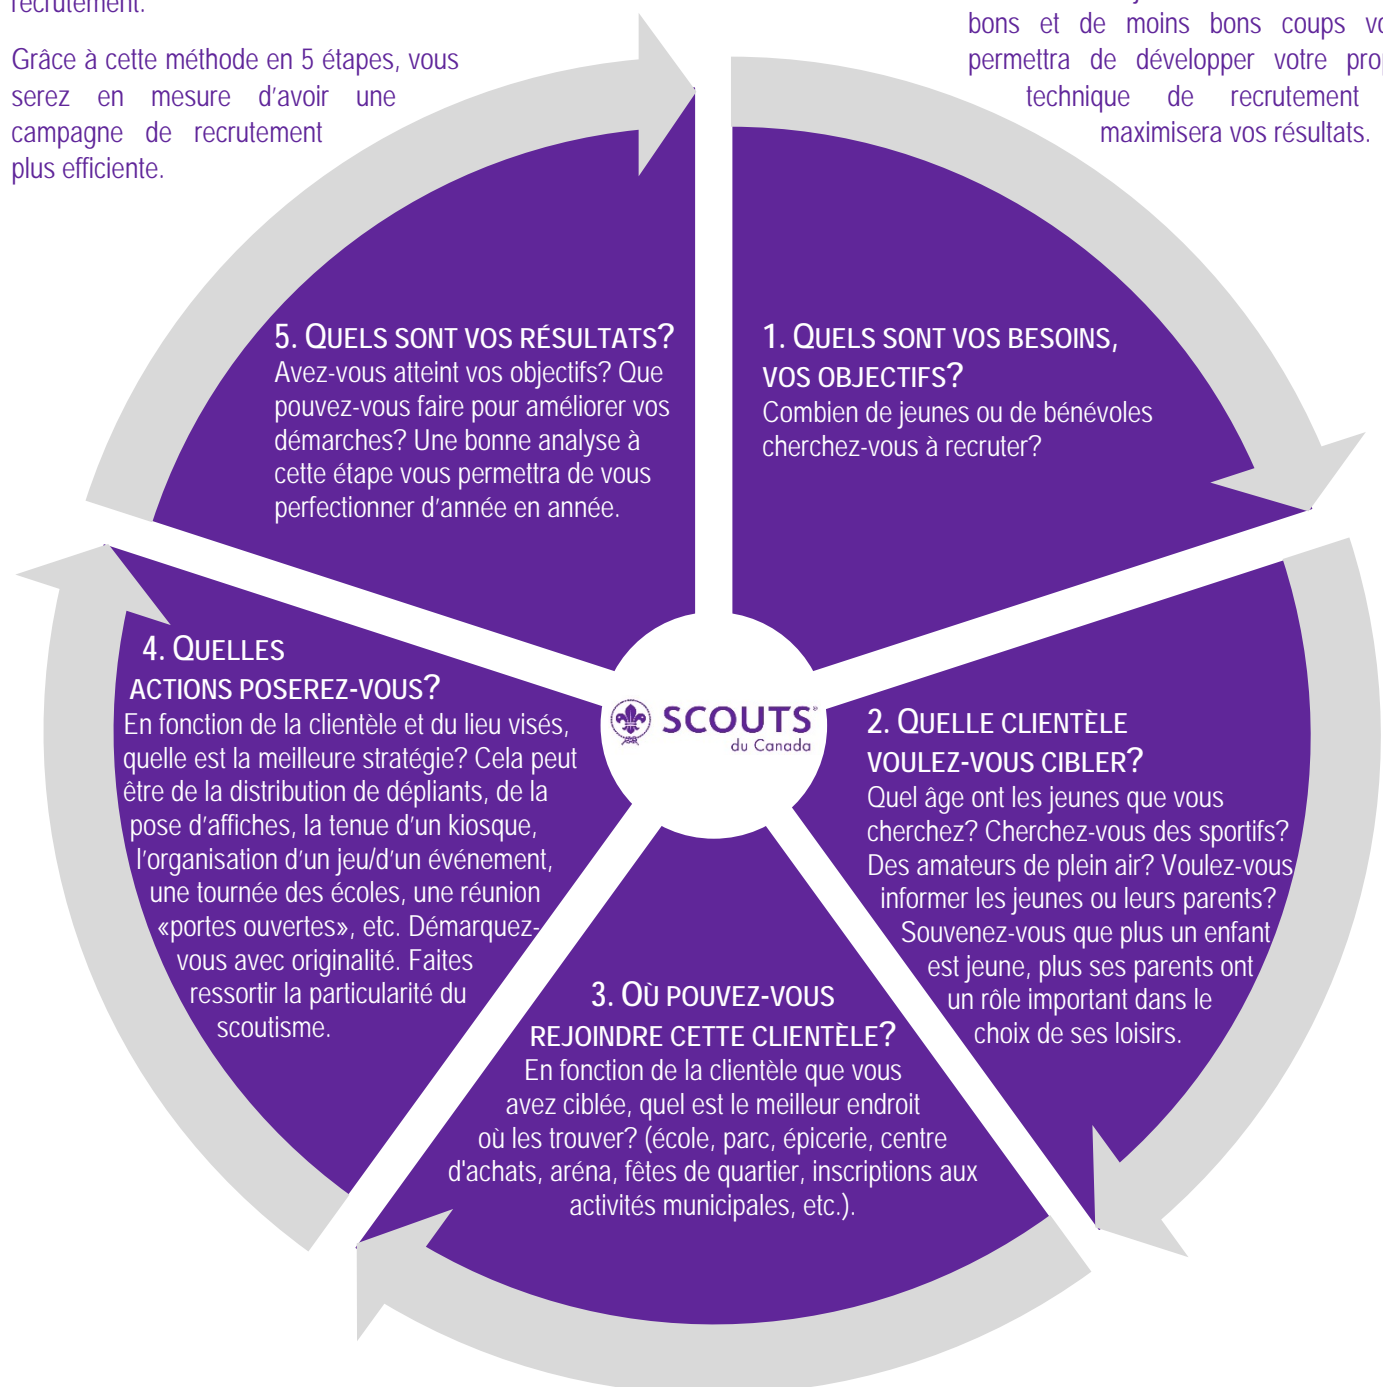 recrutement.
Grâce à cette méthode en 5 étapes, vous
serez en mesure d'avoir une
campagne de recrutement
plus efficiente.
bons et de moins bons coups
permettra de développer votre
technique de recrutement
maximisera vos résultats.
1. QUELS SONT VOS BESOINS,
VOS OBJECTIFS?
Combien de jeunes ou de bénévoles
cherchez-vous à recruter?
2. QUELLE CLIENTÈLE
VOULEZ-VOUS CIBLER?
Quel âge ont les jeunes que vous
cherchez? Cherchez-vous des sportifs?
Des amateurs de plein air? Voulez-vous
informer les jeunes ou leurs parents?
Souvenez-vous que plus un enfant
est jeune, plus ses parents ont
un rôle important dans le
choix de ses loisirs.
3. OÙ POUVEZ-VOUS
REJOINDRE CETTE CLIENTÈLE?
En fonction de la clientèle que vous
avez ciblée, quel est le meilleur endroit
où les trouver? (école, parc, épicerie, centre
d'achats, aréna, fêtes de quartier, inscriptions aux
activités municipales, etc.).
4. QUELLES
ACTIONS POSEREZ-VOUS?
En fonction de la clientèle et du lieu visés,
quelle est la meilleure stratégie? Cela peut
être de la distribution de dépliants, de la
pose d'affiches, la tenue d'un kiosque,
l'organisation d'un jeu/d'un événement,
une tournée des écoles, une réunion
«portes ouvertes», etc. Démarquez-
vous avec originalité. Faites
ressortir la particularité du
scoutisme.
5. QUELS SONT VOS RÉSULTATS?
Avez-vous atteint vos objectifs? Que
pouvez-vous faire pour améliorer vos
démarches? Une bonne analyse à
cette étape vous permettra de vous
perfectionner d'année en année.
SCOUTS
du Canada